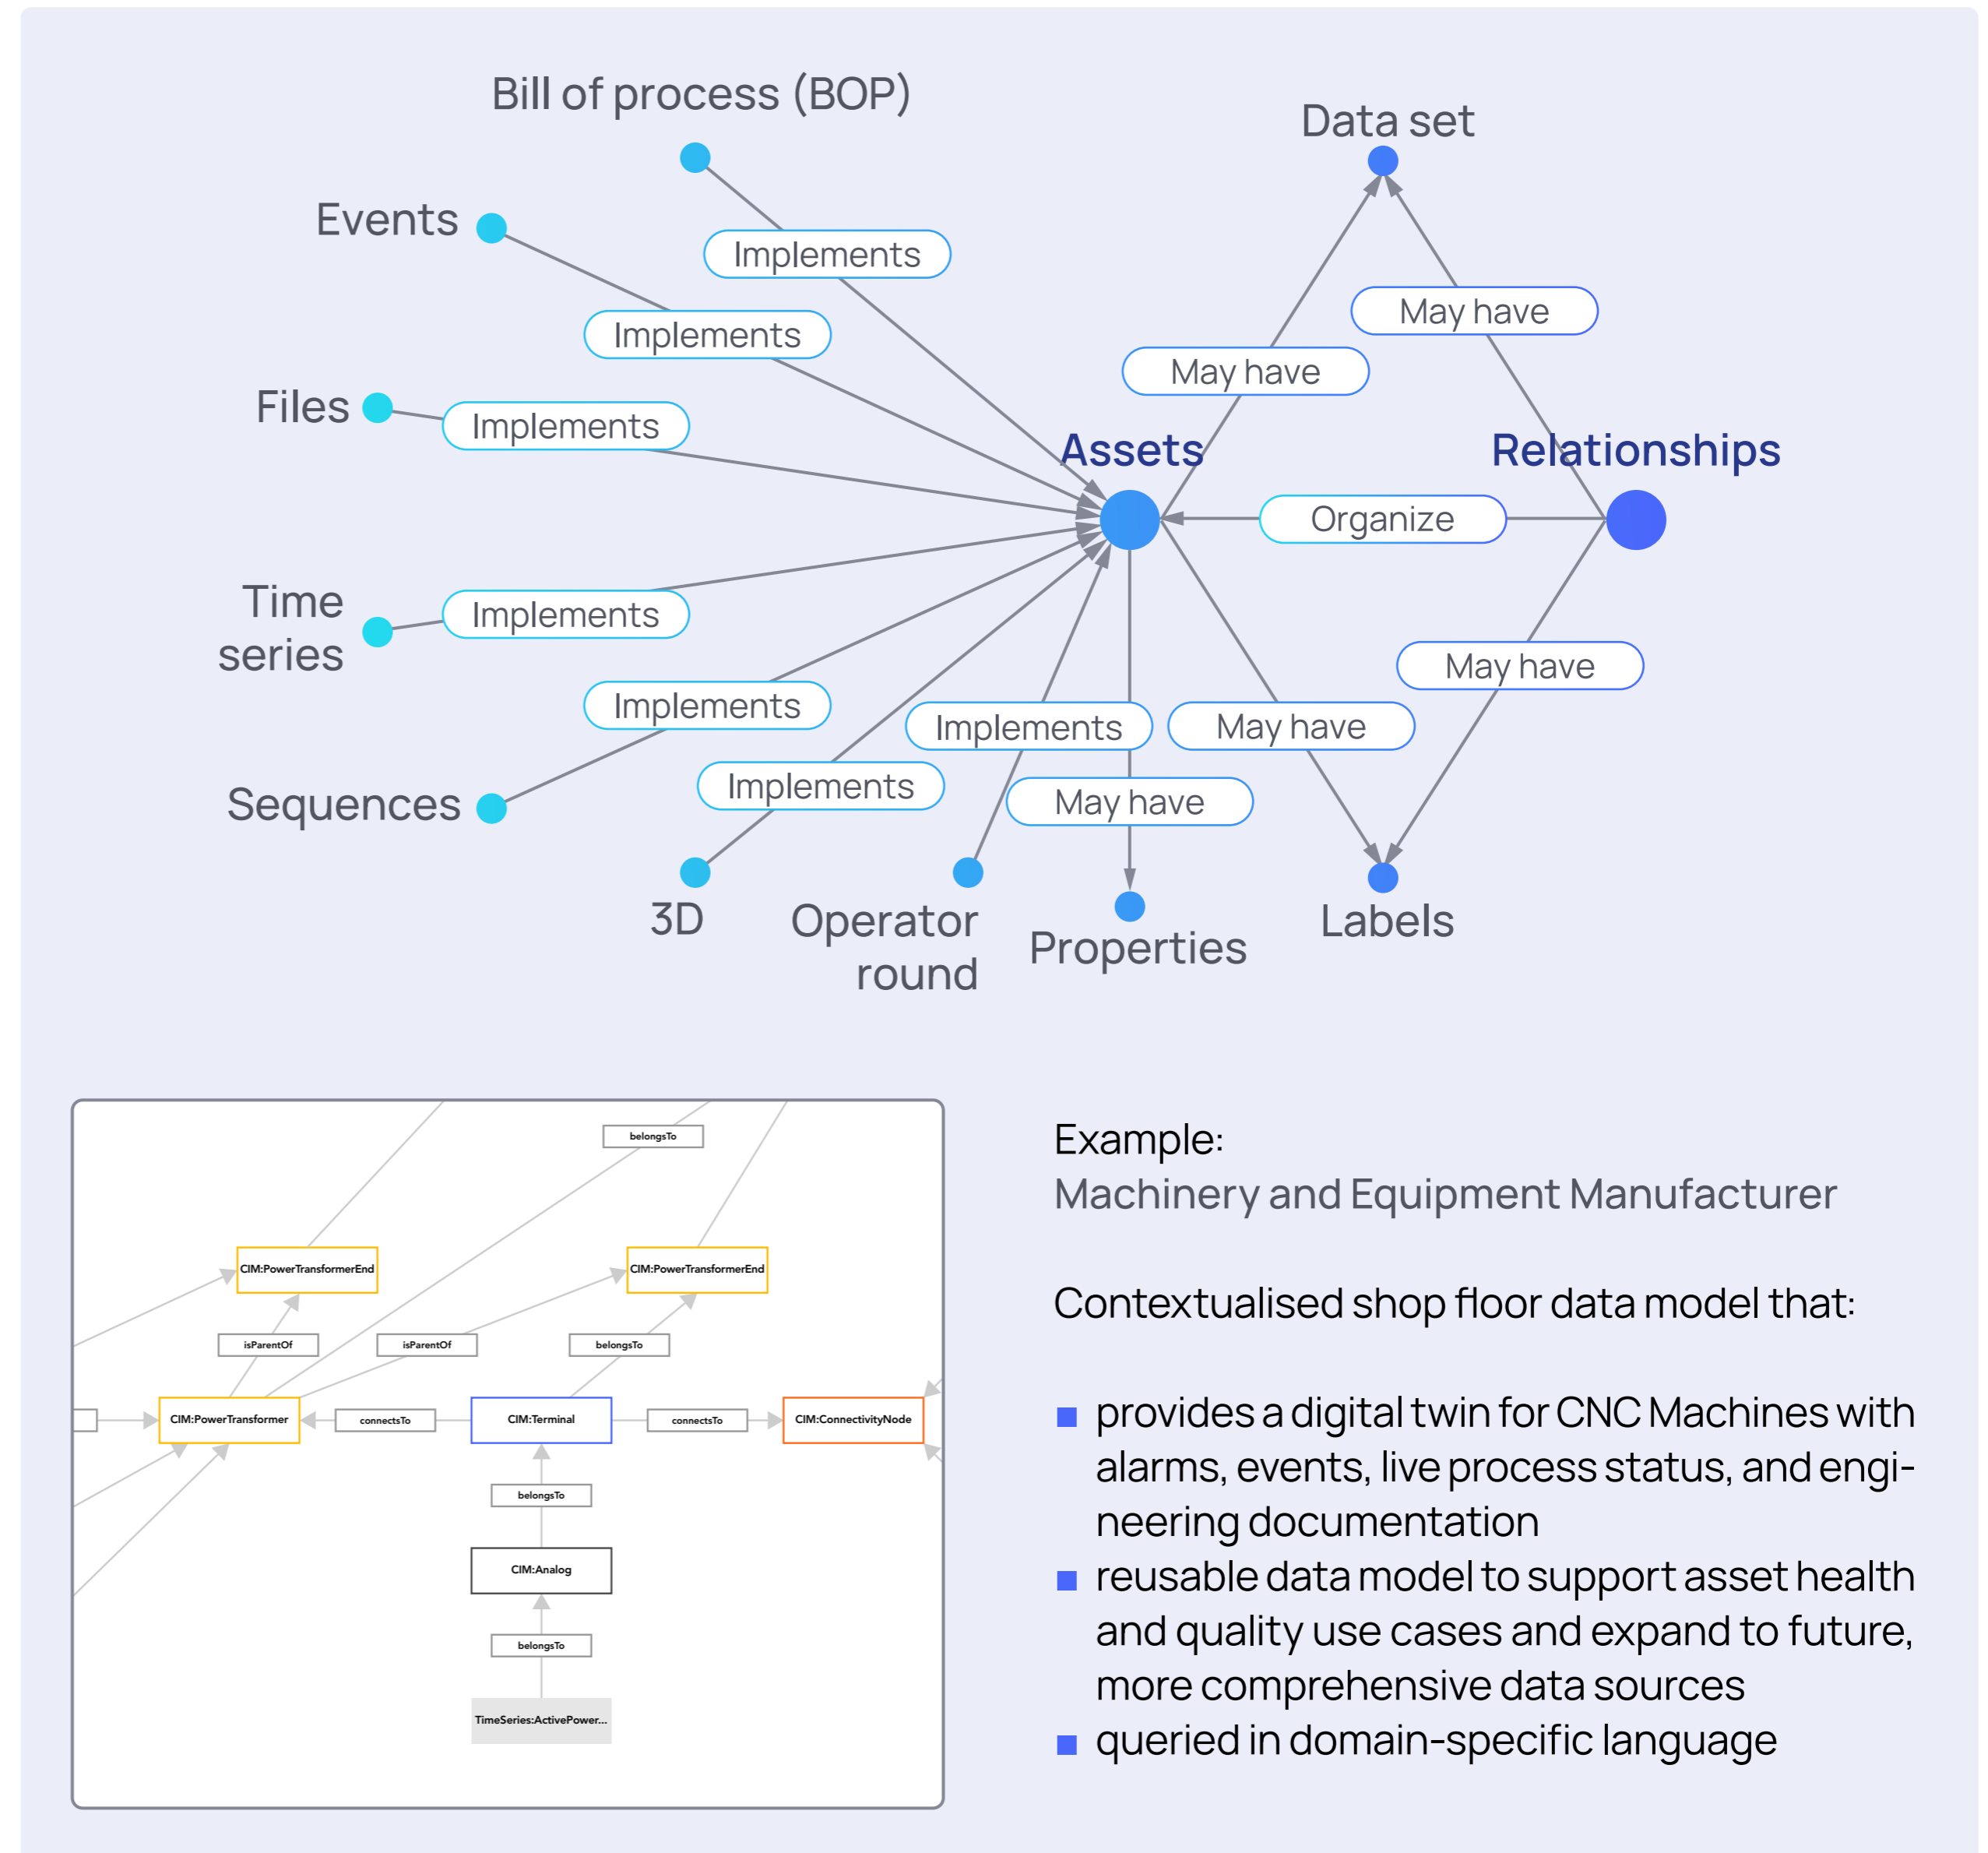 Bill of process (BOP)
Data set
Events
Implements
May have
Implements
May have
Files
Implements
Assets
Relationships
Organize
Time
series
Implements
May have
Implements
Implements
May have
Implements
May have
Sequences
3D
Operator
round
Properties
Labels
belongsTo
CIM:PowerTransformerEnd
CIM:PowerTransformerEnd
isParentOf
isParentOf
belongsTo
CIM:PowerTransformer
connectsTo
CIM:Terminal
connectsTo
CIM:ConnectivityNode
belongsTo
CIM:Analog
belongsTo
TimeSeries:ActivePower...
Example:
Machinery and Equipment Manufacturer
Contextualised shop floor data model that:
provides a digital twin for CNC Machines with
alarms, events, live process status, and engi-
neering documentation
reusable data model to support asset health
and quality use cases and expand to future,
more comprehensive data sources
queried in domain-specific language